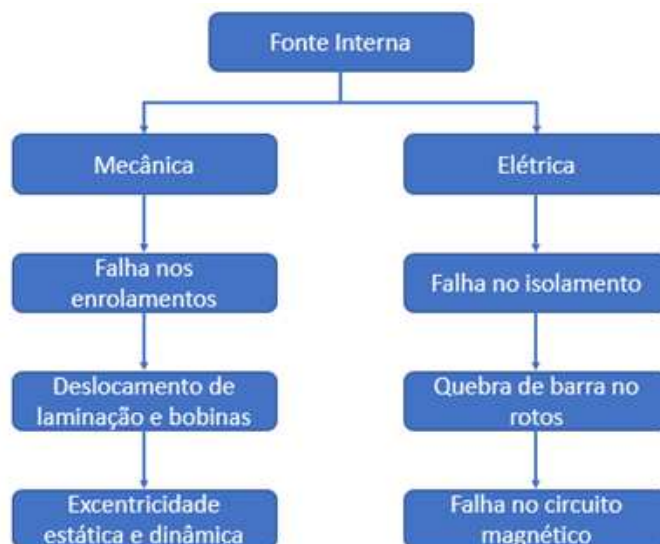 Fonte Interna
Mecânica
Elétrica
Falha nos
enrolamentos
Falha no isolamento
Deslocamento de
laminação e bobinas
Quebra de barra no
rotos
Excentricidade
estática e dinâmica
Falha no circuito
magnético